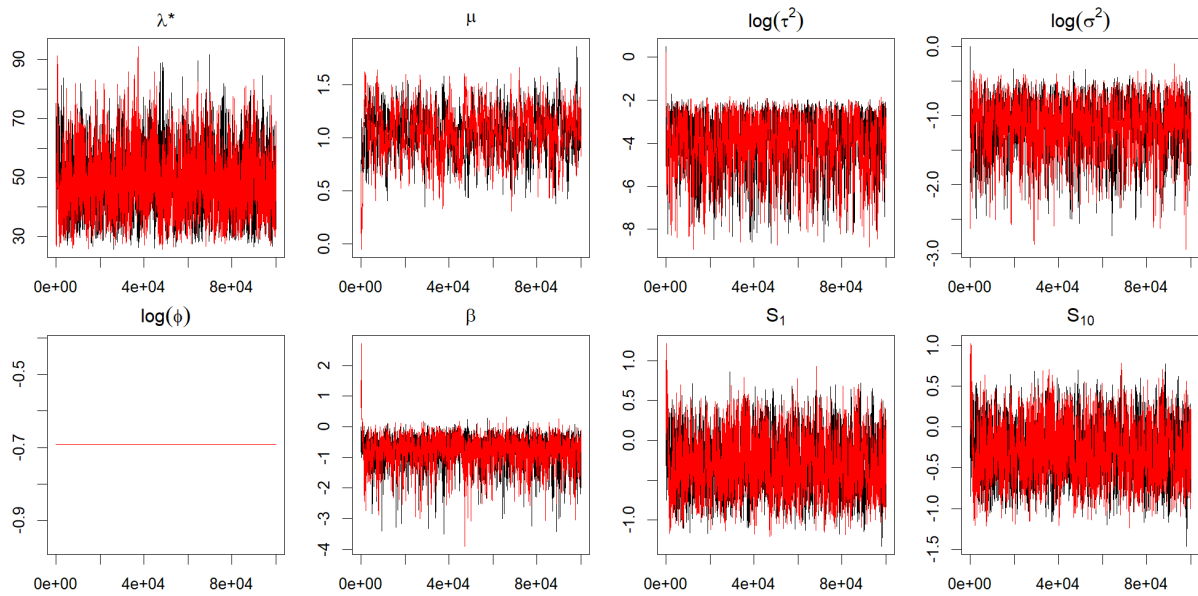 λ* μ log(τ²) log(σ²)
90 70 50 30
1.5 1.0 0.5 0.0
0 -2 -4 -6 -8
0.0 -1.0 -2.0 -3.0
0e+00 4e+04 8e+04 0e+00 4e+04 8e+04 0e+00 4e+04 8e+04 0e+00 4e+04 8e+04
log(ϕ) β S₁ S₁₀
-0.5 -0.7 -0.9
2 1 0 -1 -2 -3 -4
1.0 0.5 0.0 -1.0
1.0 0.5 0.0 -0.5 -1.0 -1.5
0e+00 4e+04 8e+04 0e+00 4e+04 8e+04 0e+00 4e+04 8e+04 0e+00 4e+04 8e+04